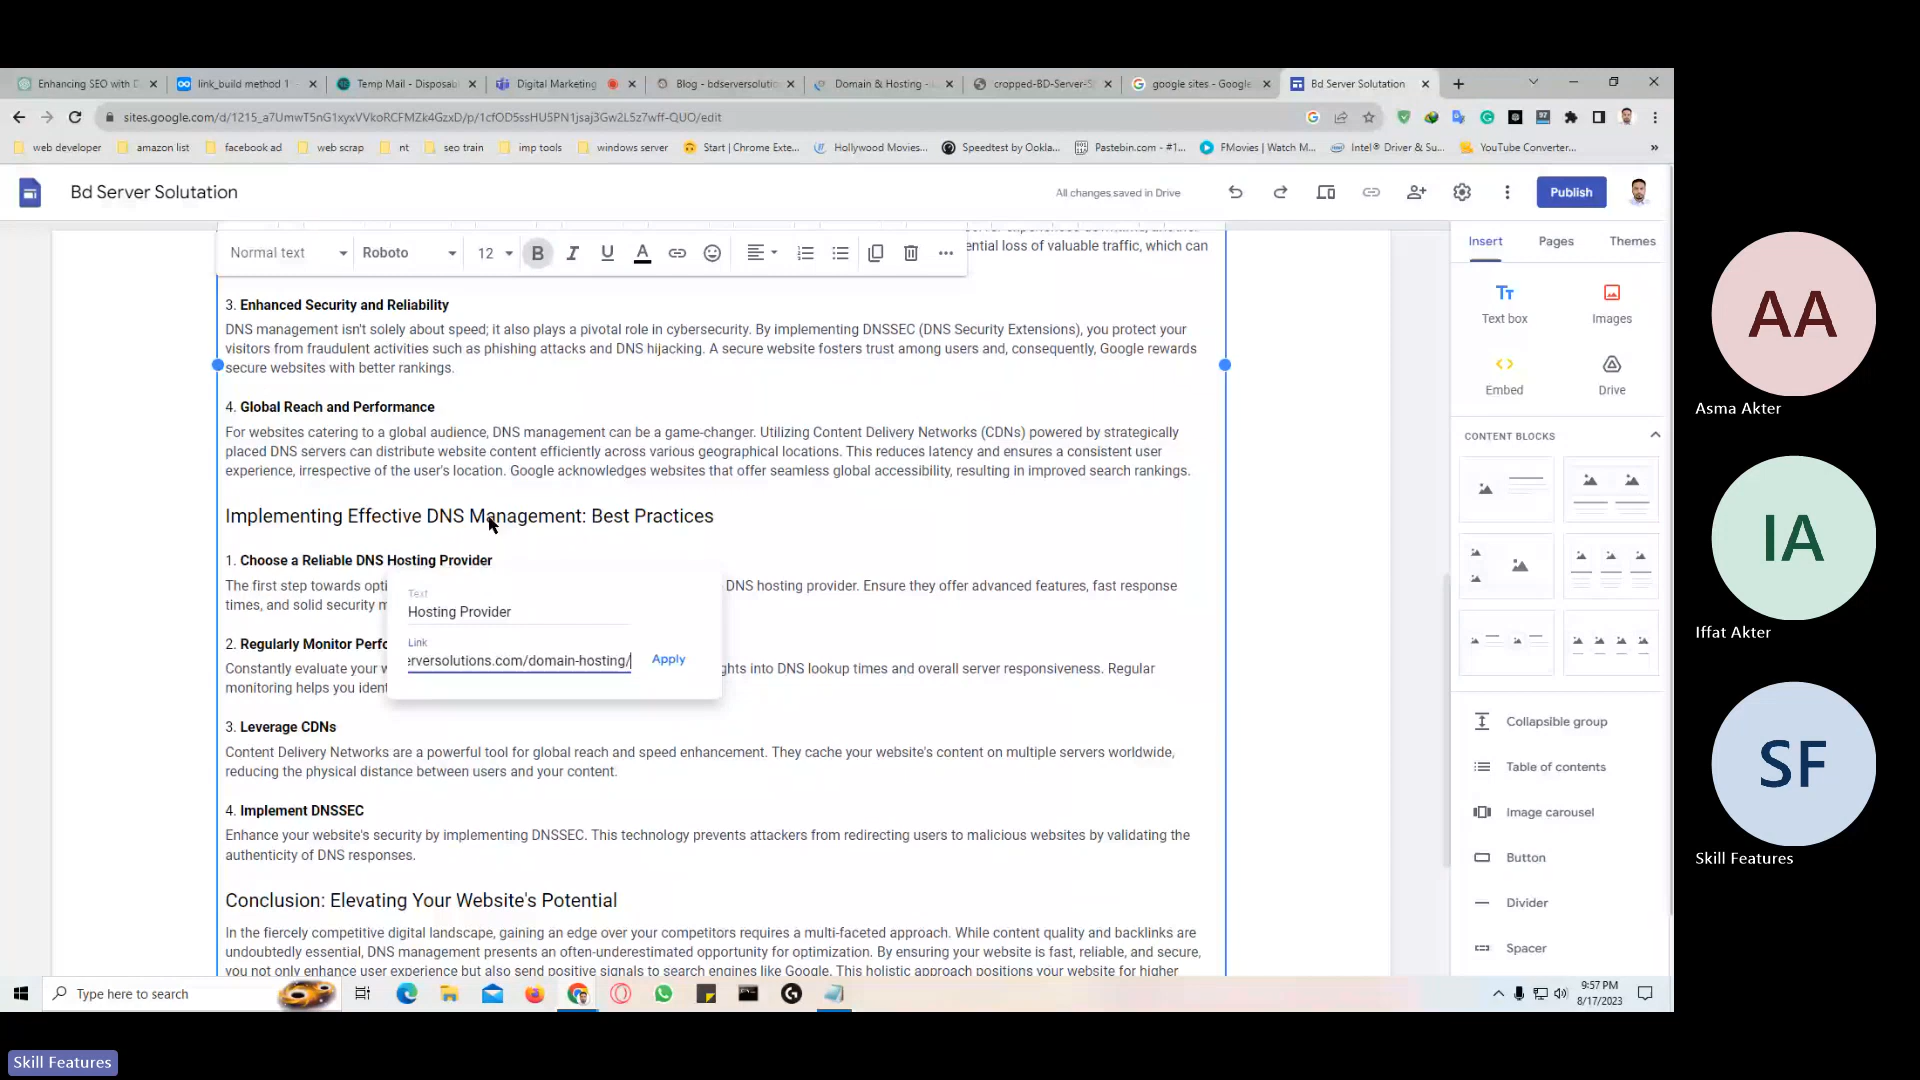 Enhancing SEO with D
link_build method 1
Temp Mail - Disposab
Digital Marketing
Blog - bdserversolutio
Domain & Hosting -
cropped-BD-Server-S
google sites - Google
Bd Server Solutation
sites.google.com/d/1215_a7UmwT5nG1xyxVVkoRCFMZk4GzxD/p/1cfOD5ssHU5PN1jsaj3Gw2L5z7wff-QUO/edit
web developer
amazon list
facebook ad
web scrap
nt
seo train
imp tools
windows server
Start | Chrome Exte...
Hollywood Movies...
Speedtest by Ookla...
Pastebin.com - #1...
FMovies | Watch M...
Intel® Driver & Su...
YouTube Converter...
»
Bd Server Solutation
All changes saved in Drive
Publish
Normal text
Roboto
12
B
I
U
A
ential loss of valuable traffic, which can
3. Enhanced Security and Reliability
DNS management isn't solely about speed; it also plays a pivotal role in cybersecurity. By implementing DNSSEC (DNS Security Extensions), you protect your
visitors from fraudulent activities such as phishing attacks and DNS hijacking. A secure website fosters trust among users and, consequently, Google rewards
secure websites with better rankings.
4. Global Reach and Performance
For websites catering to a global audience, DNS management can be a game-changer. Utilizing Content Delivery Networks (CDNs) powered by strategically
placed DNS servers can distribute website content efficiently across various geographical locations. This reduces latency and ensures a consistent user
experience, irrespective of the user's location. Google acknowledges websites that offer seamless global accessibility, resulting in improved search rankings.
Implementing Effective DNS Management: Best Practices
1. Choose a Reliable DNS Hosting Provider
The first step towards opti DNS hosting provider. Ensure they offer advanced features, fast response
times, and solid security m
Text
Hosting Provider
Link
erversolutions.com/domain-hosting/
Apply
2. Regularly Monitor Perfo
Constantly evaluate your w ghts into DNS lookup times and overall server responsiveness. Regular
monitoring helps you ident
3. Leverage CDNs
Content Delivery Networks are a powerful tool for global reach and speed enhancement. They cache your website's content on multiple servers worldwide,
reducing the physical distance between users and your content.
4. Implement DNSSEC
Enhance your website's security by implementing DNSSEC. This technology prevents attackers from redirecting users to malicious websites by validating the
authenticity of DNS responses.
Conclusion: Elevating Your Website's Potential
In the fiercely competitive digital landscape, gaining an edge over your competitors requires a multi-faceted approach. While content quality and backlinks are
undoubtedly essential, DNS management presents an often-underestimated opportunity for optimization. By ensuring your website is fast, reliable, and secure,
you not only enhance user experience but also send positive signals to search engines like Google. This holistic approach positions your website for higher
Insert
Pages
Themes
Tт
Text box
Images
Embed
Drive
CONTENT BLOCKS
Collapsible group
Table of contents
Image carousel
Button
Divider
Spacer
Type here to search
9:57 PM
8/17/2023
AA
Asma Akter
IA
Iffat Akter
SF
Skill Features
Skill Features